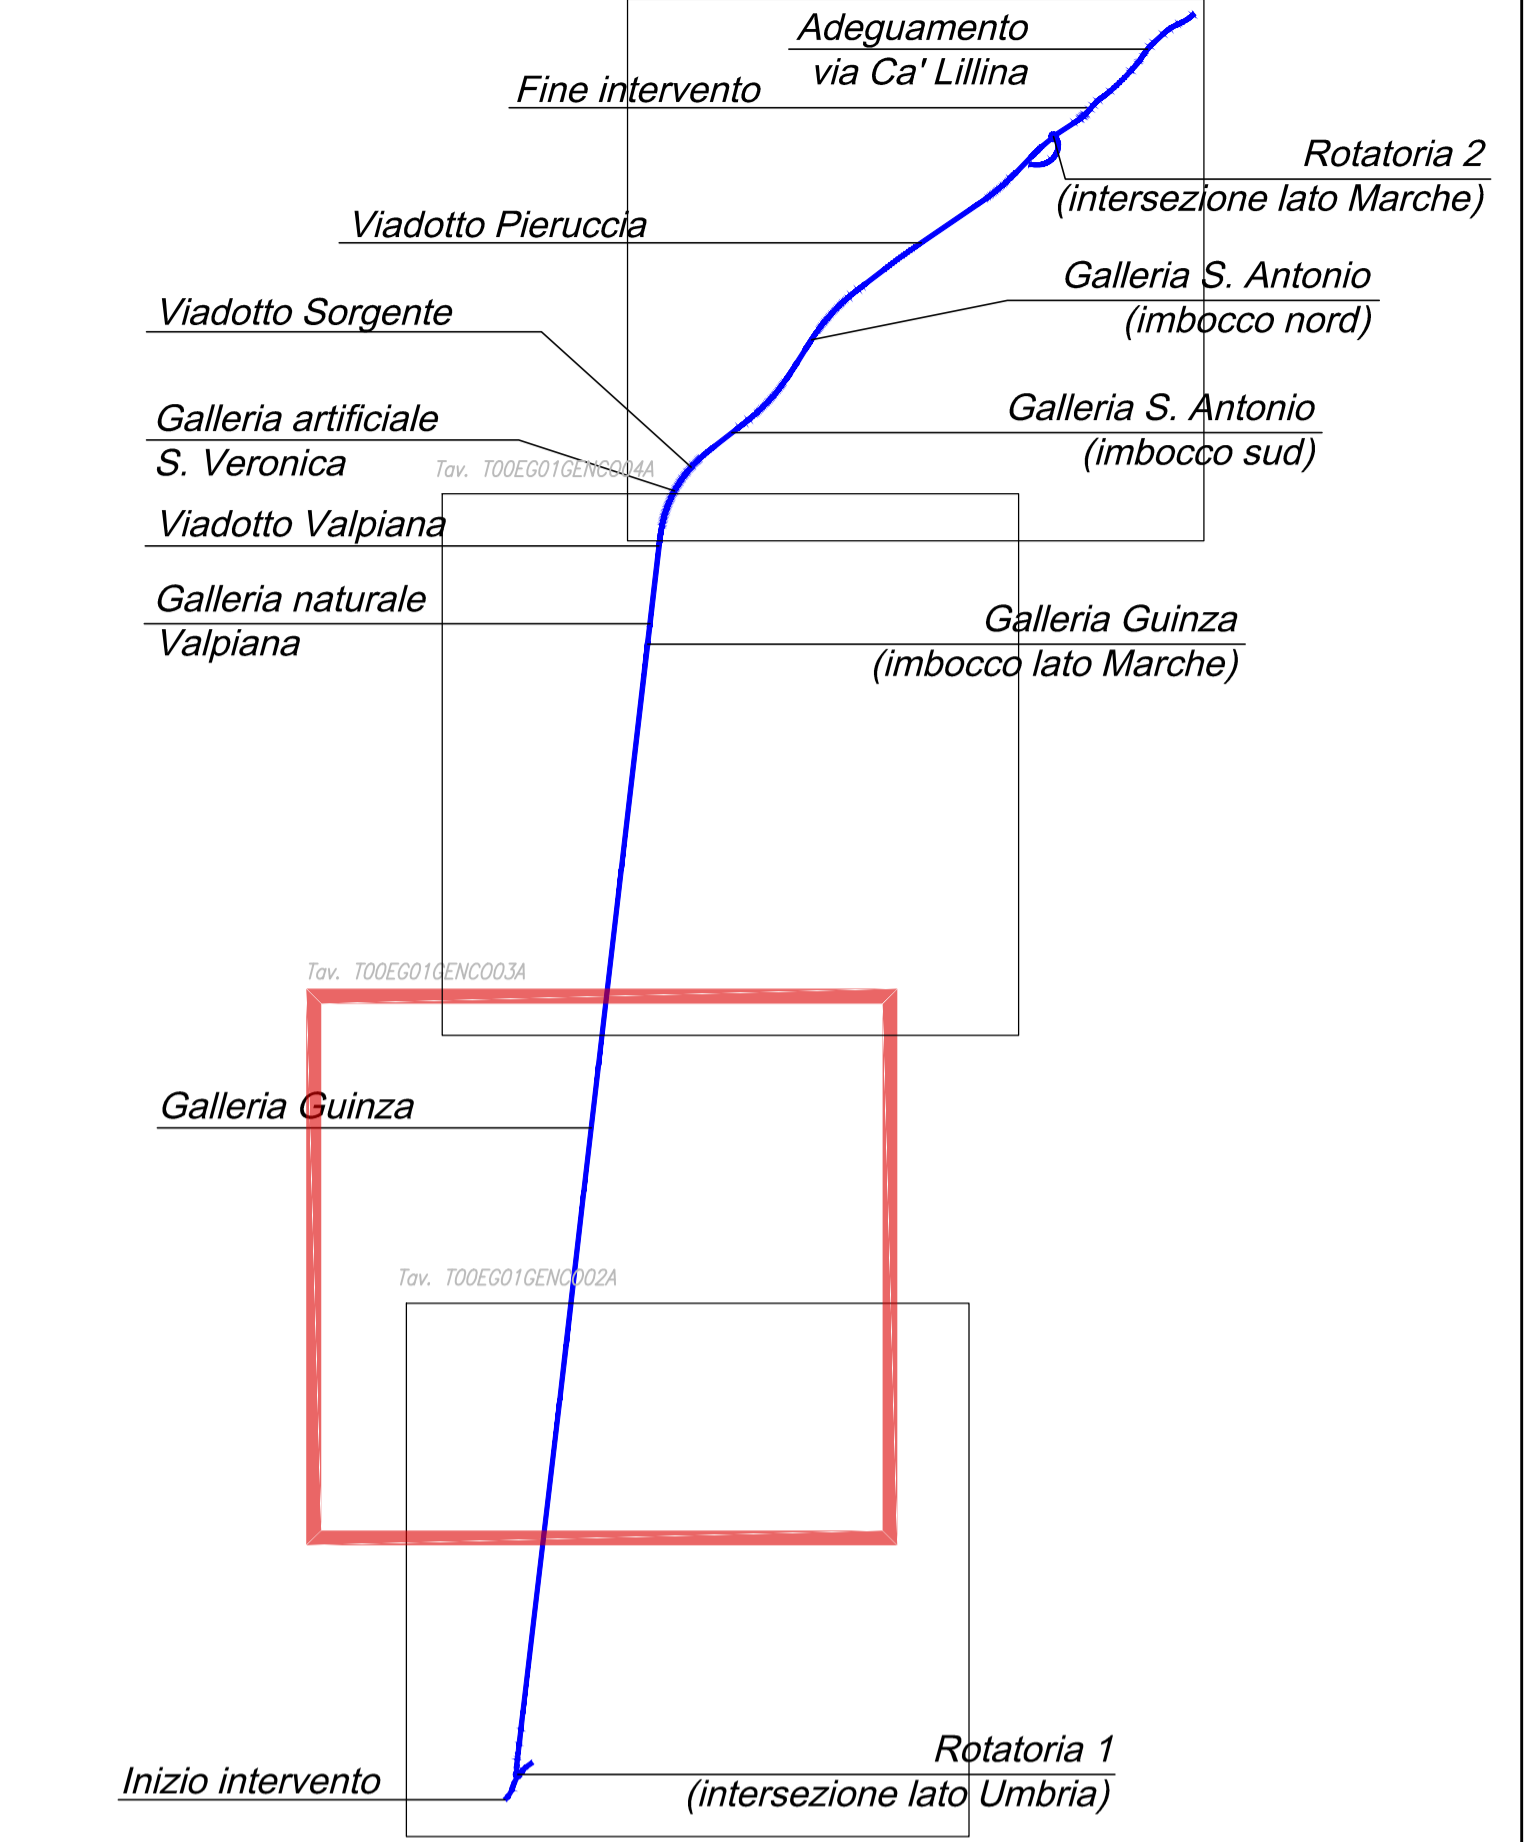 Adeguamento
via Ca' Lillina
Fine intervento
Rotatoria 2
(intersezione lato Marche)
Viadotto Pieruccia
Galleria S. Antonio
(imbocco nord)
Viadotto Sorgente
Galleria S. Antonio
(imbocco sud)
Galleria artificiale
S. Veronica
Tav. T00EG01GENCO04A
Viadotto Valpiana
Galleria naturale
Valpiana
Galleria Guinza
(imbocco lato Marche)
Tav. T00EG01GENCO03A
Galleria Guinza
Tav. T00EG01GENCO02A
Rotatoria 1
(intersezione lato Umbria)
Inizio intervento